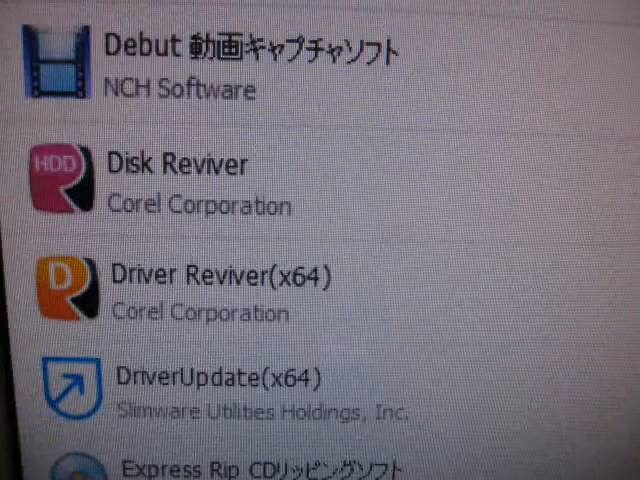 Debut 動画キャプチャソフト
NCH Software
HDD
Disk Reviver
Corel Corporation
D
Driver Reviver(x64)
Corel Corporation
DriverUpdate(x64)
Slimware Utilities Holdings, Inc.
Express Rip CDリッピングソフト